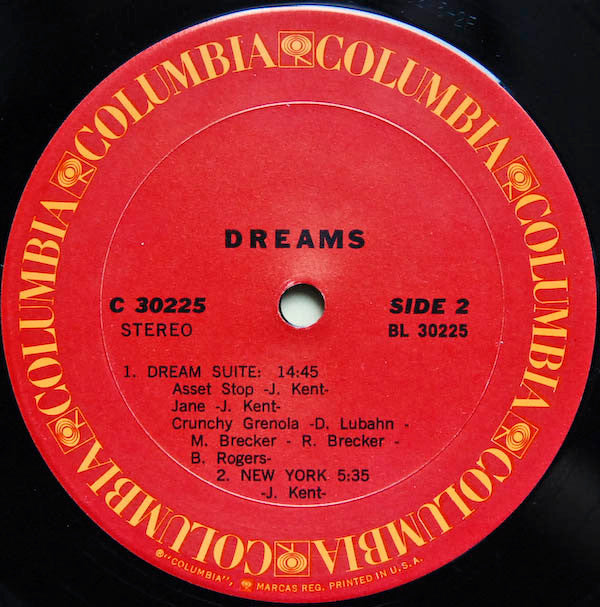 COLUMBIA COLUMBIA COLUMBIA COLUMBIA COLUMBIA COLUMBIA
DREAMS
C 30225
STEREO
SIDE 2
BL 30225
1. DREAM SUITE: 14:45
Asset Stop -J. Kent-
Jane -J. Kent-
Crunchy Grenola -D. Lubahn -
M. Brecker - R. Brecker -
B. Rogers-
2. NEW YORK 5:35
-J. Kent-
®"COLUMBIA", MARCAS REG. PRINTED IN U.S.A.